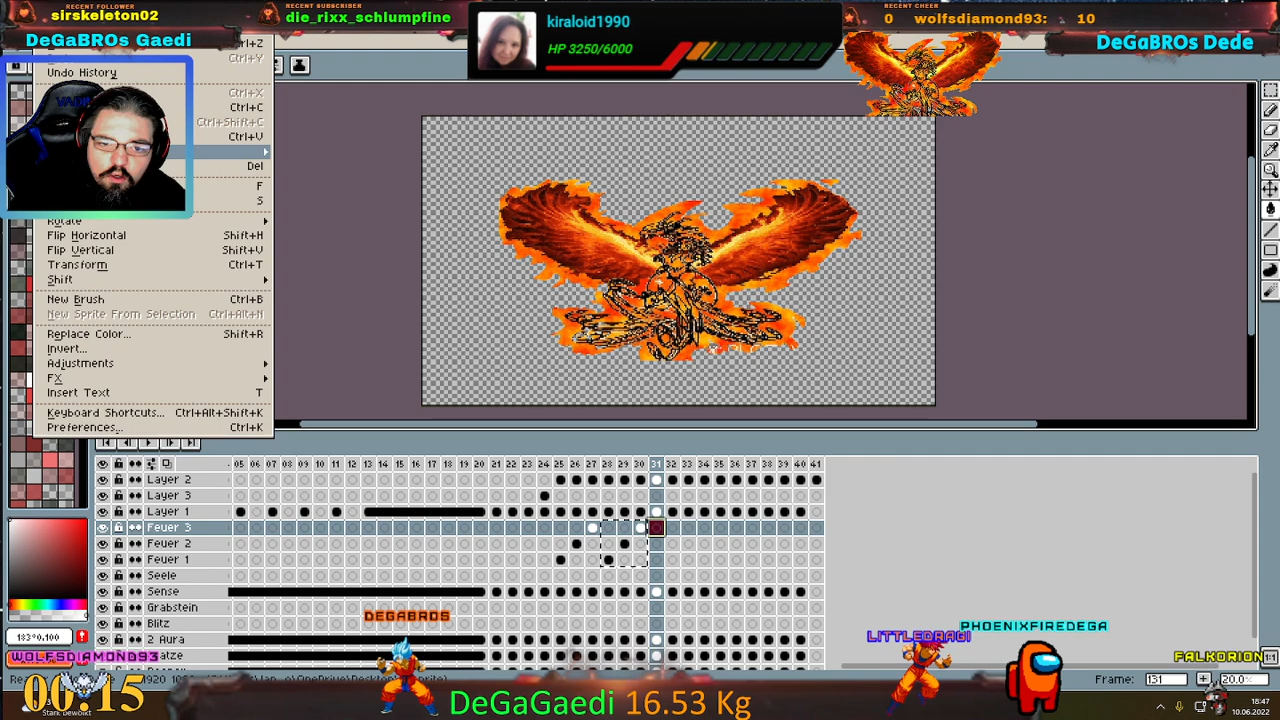 RECENT FOLLOWER
sirskeleton02
RECENT SUBSCRIBER
die_rixx_schlumpfine
kiraloid1990
HP 3250/6000
RECENT CHEER
0 wolfsdiamond93: 10
DeGaBROs Gaedi
DeGaBROs Dede
Ctrl+Z
Ctrl+Y
Undo History
Ctrl+X
Ctrl+C
Ctrl+Shift+C
Ctrl+V
Del
F
S
Rotate
Flip Horizontal Shift+H
Flip Vertical Shift+V
Transform Ctrl+T
Shift
New Brush Ctrl+B
New Sprite From Selection Ctrl+Alt+N
Replace Color... Shift+R
Invert...
Adjustments
FX
Insert Text T
Keyboard Shortcuts... Ctrl+Alt+Shift+K
Preferences... Ctrl+K
05 06 07 08 09 10 11 12 13 14 15 16 17 18 19 20 21 22 23 24 25 26 27 28 29 30 31 32 33 34 35 36 37 38 39 40 41
Layer 2
Layer 3
Layer 1
Feuer 3
Feuer 2
Feuer 1
Seele
Sense
Grabstein
Blitz
2 Aura
DEGABROS
LITTLEDRAGI
PHOENIXFIREDEGA
WOLFSDIAMOND93
FALKORION
1:1
Frame: 131
20.0%
00:15
DeGaGaedi 16.53 Kg
18:47
10.06.2022